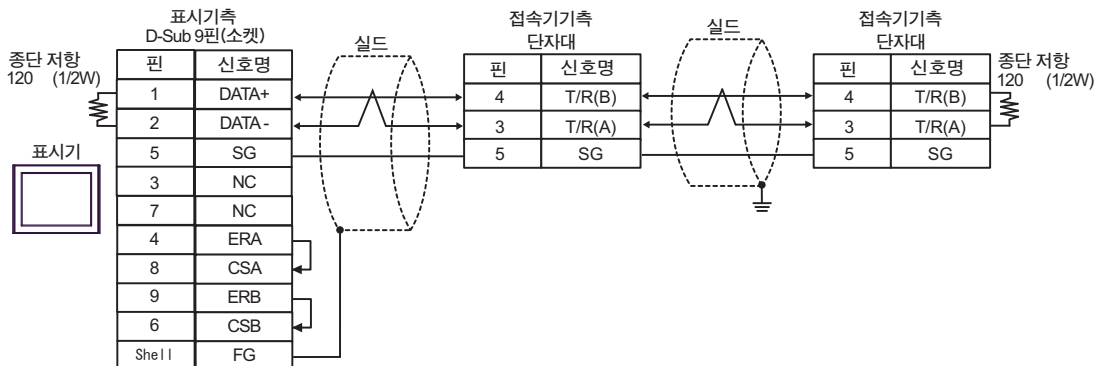 표시기측
D-Sub 9핀(소켓)
종단 저항
120 (1/2W)
핀 신호명
1 DATA+
2 DATA-
5 SG
3 NC
7 NC
4 ERA
8 CSA
9 ERB
6 CSB
Shell FG
표시기
실드
접속기기측
단자대
핀 신호명
4 T/R(B)
3 T/R(A)
5 SG
실드
접속기기측
단자대
핀 신호명
4 T/R(B)
3 T/R(A)
5 SG
종단 저항
120 (1/2W)